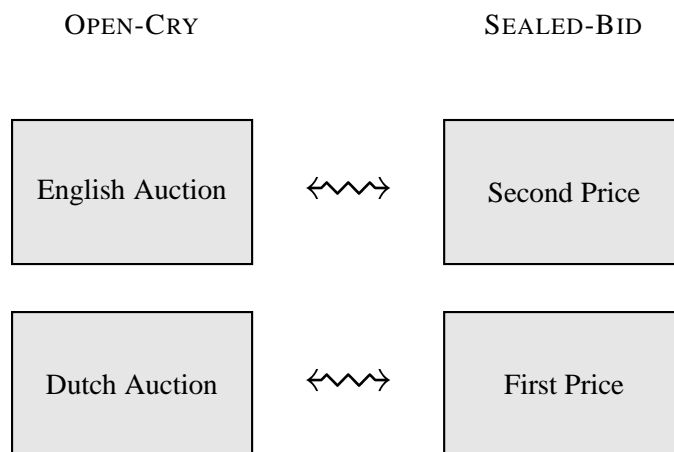 OPEN-CRY
SEALED-BID
English Auction
Second Price
Dutch Auction
First Price